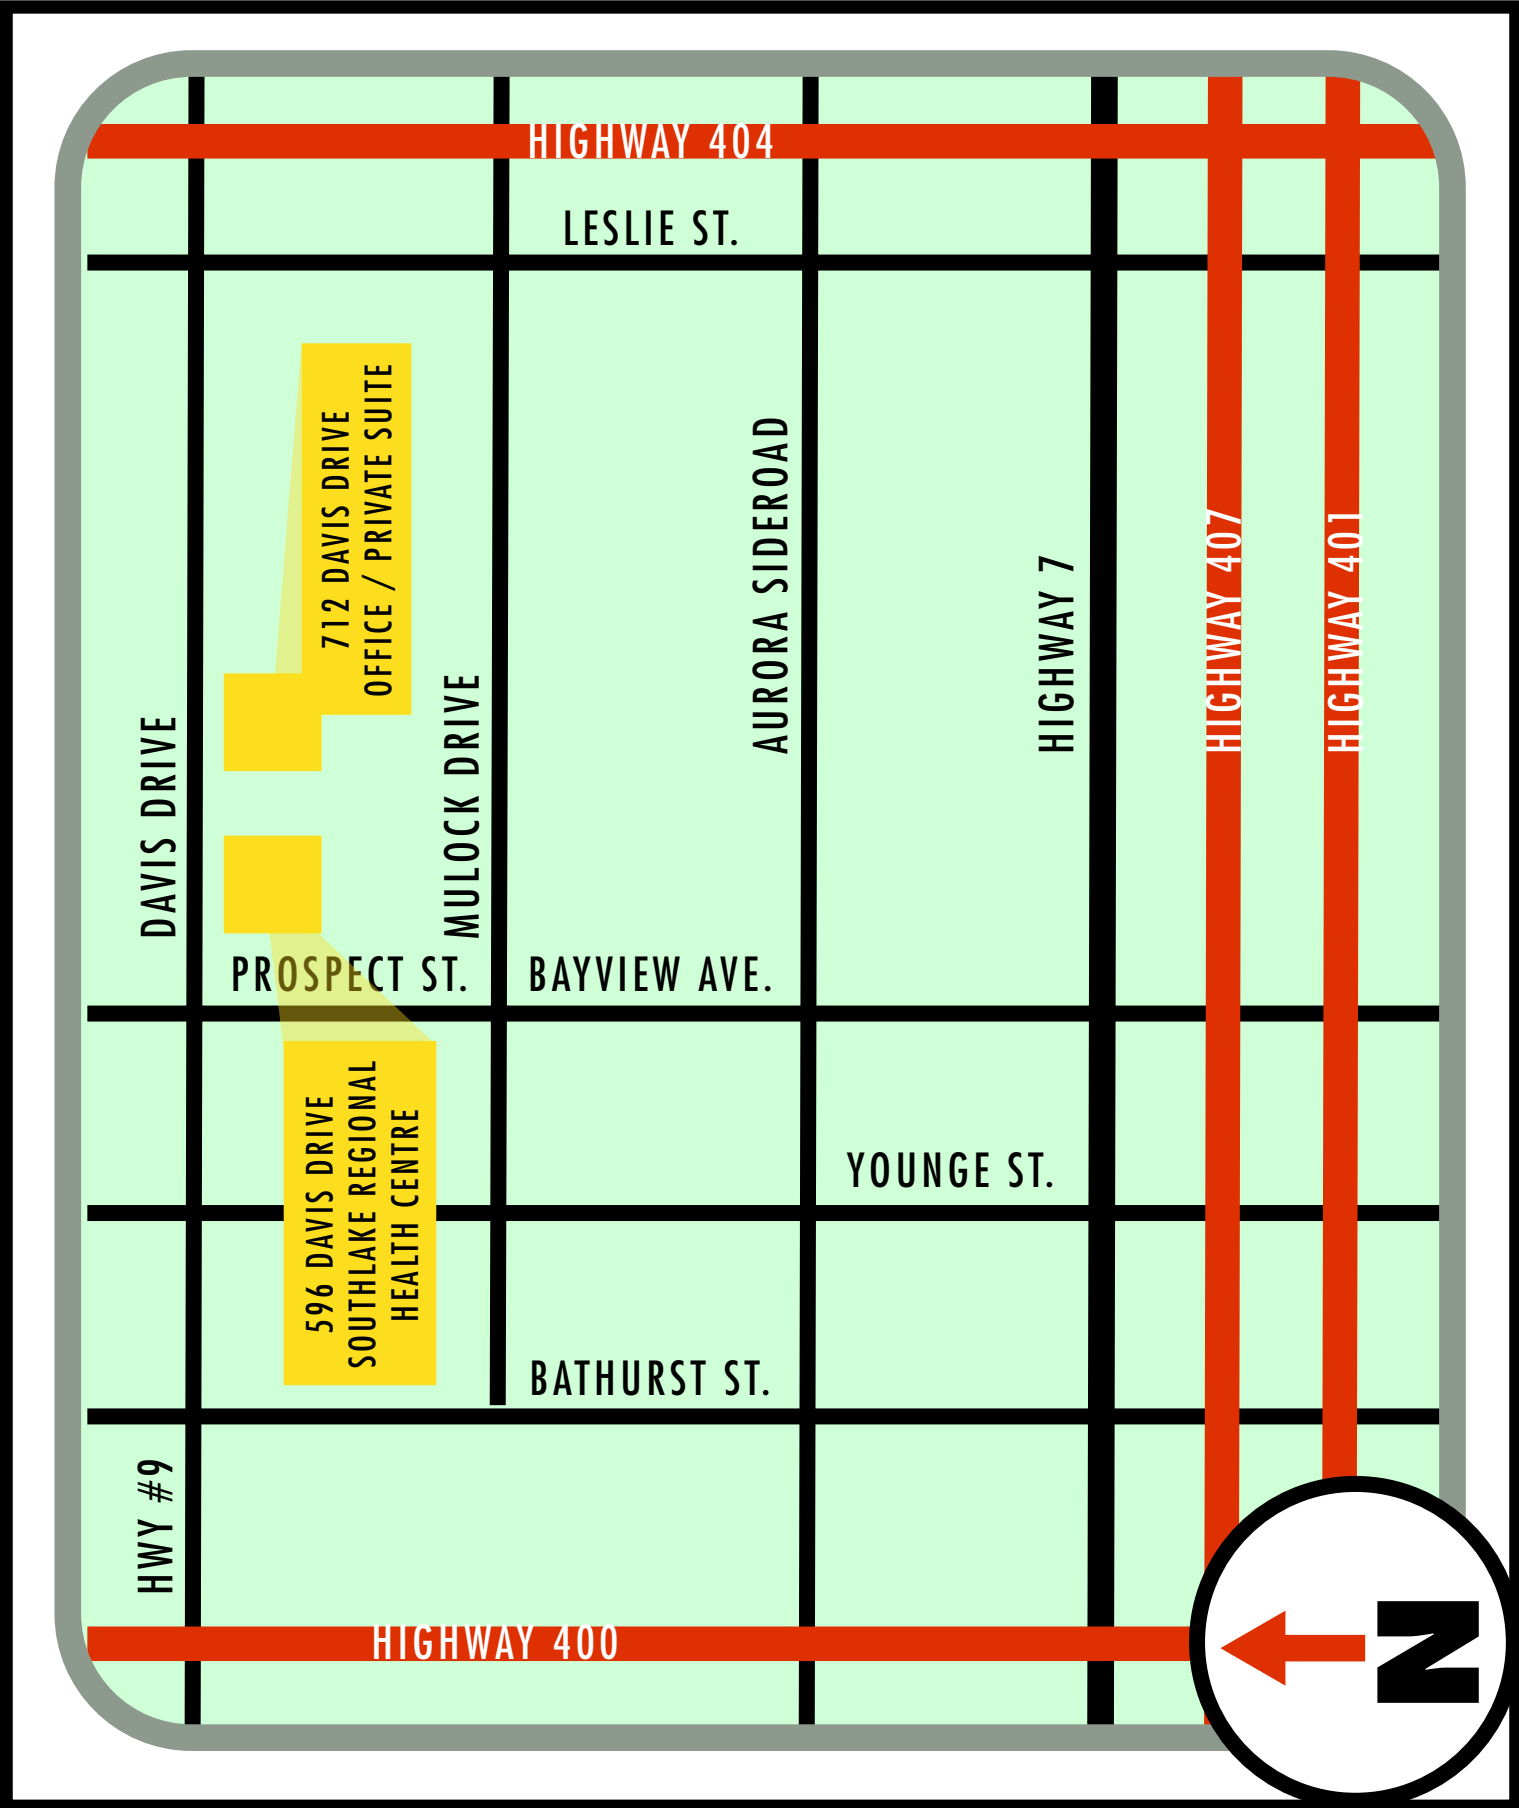 HIGHWAY 404
LESLIE ST.
712 DAVIS DRIVE
OFFICE / PRIVATE SUITE
DAVIS DRIVE
MULOCK DRIVE
AURORA SIDEROAD
HIGHWAY 7
HIGHWAY 407
HIGHWAY 401
PROSPECT ST.
BAYVIEW AVE.
596 DAVIS DRIVE
SOUTHLAKE REGIONAL
HEALTH CENTRE
YOUNGE ST.
BATHURST ST.
HWY #9
HIGHWAY 400
N